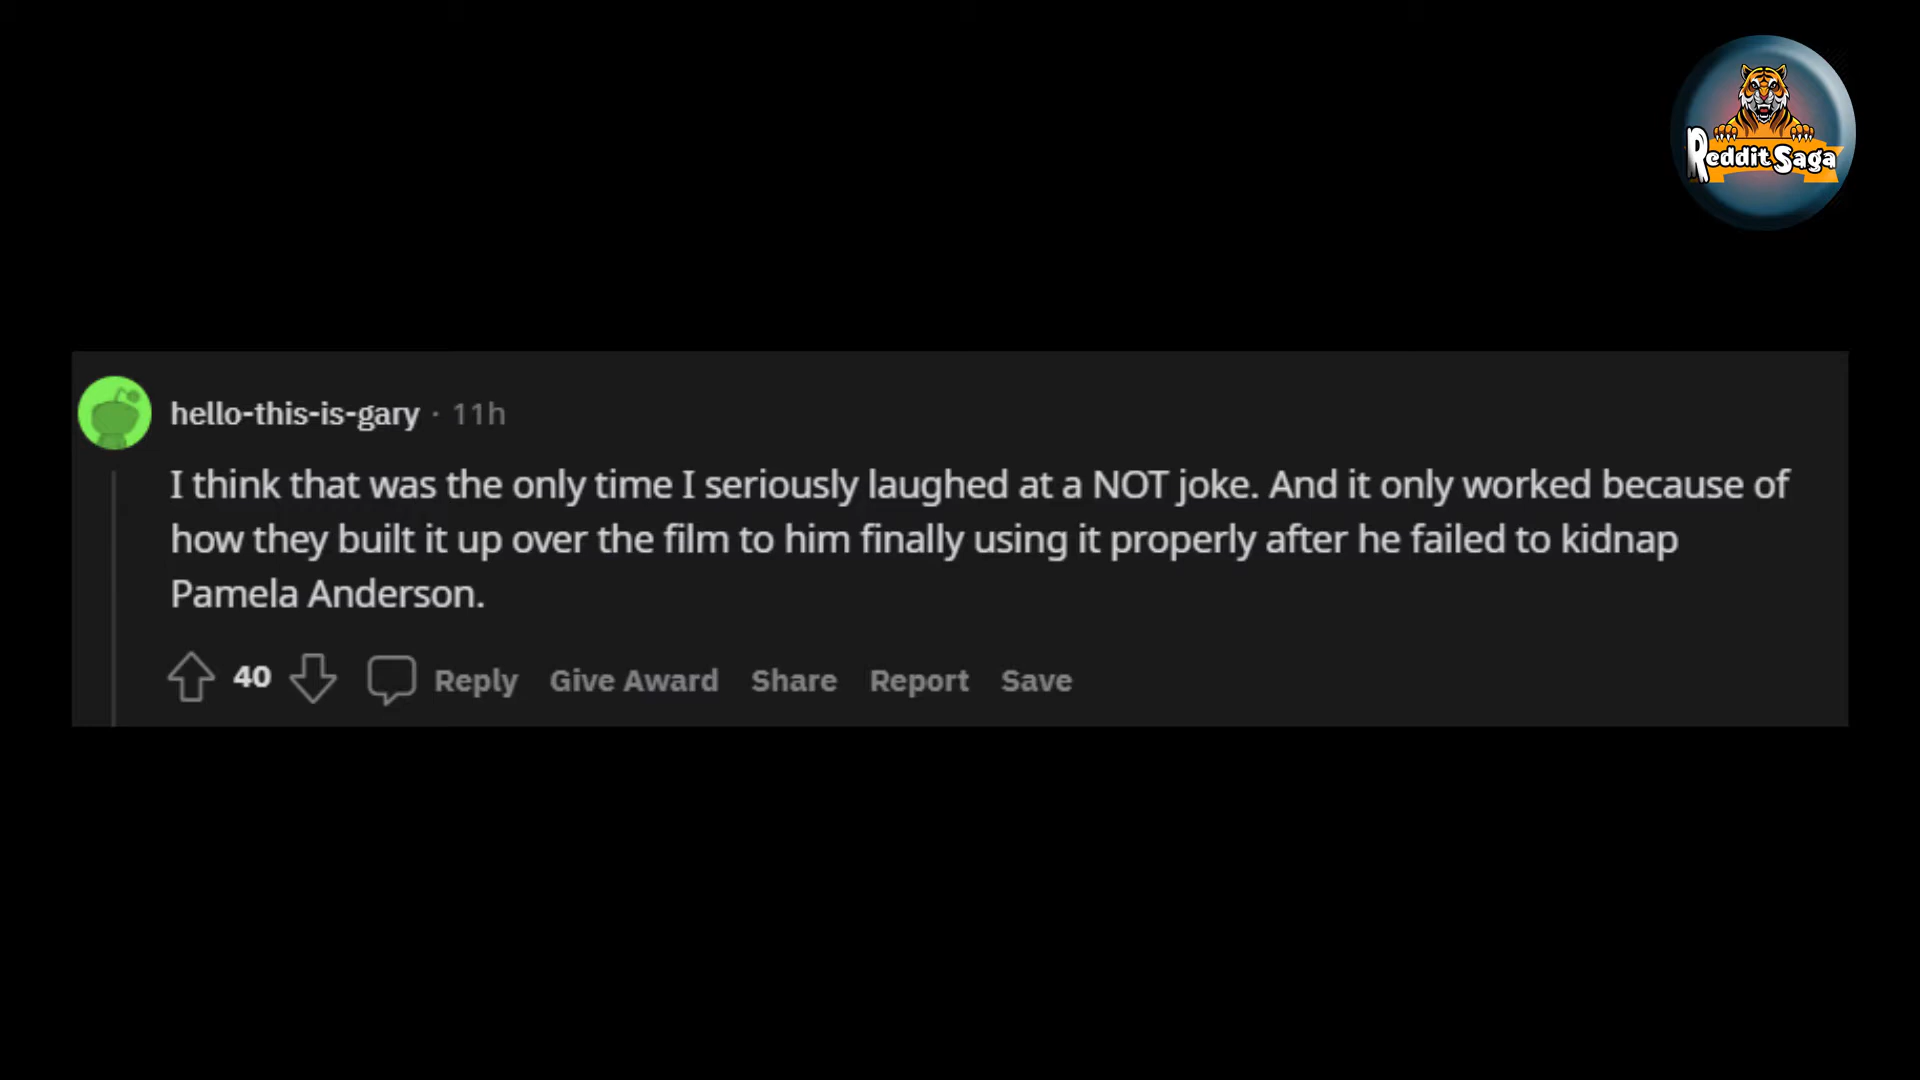 Reddit Saga
hello-this-is-gary · 11h
I think that was the only time I seriously laughed at a NOT joke. And it only worked because of
how they built it up over the film to him finally using it properly after he failed to kidnap
Pamela Anderson.
40 Reply Give Award Share Report Save